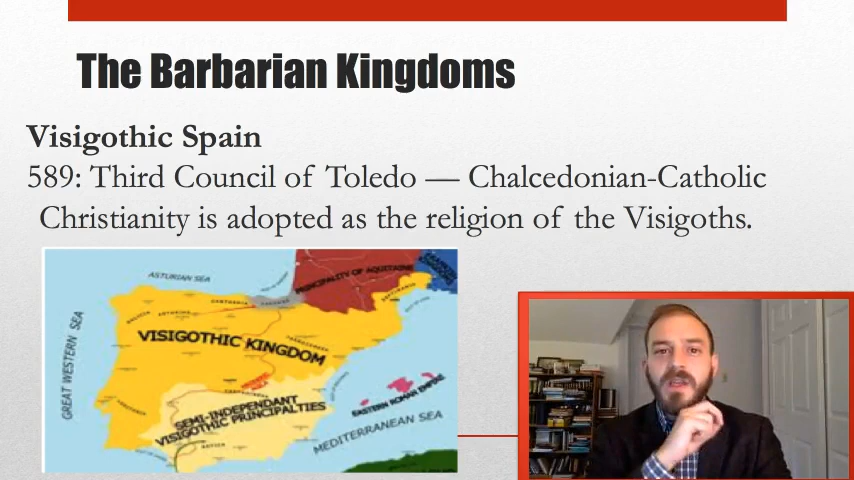 The Barbarian Kingdoms
Visigothic Spain
589: Third Council of Toledo — Chalcedonian-Catholic
Christianity is adopted as the religion of the Visigoths.
ASTURIAN SEA
PRINCIPALITY OF AQUITAINE
GREAT WESTERN SEA
VISIGOTHIC KINGDOM
SEMI-INDEPENDANT
VISIGOTHIC PRINCIPALTIES
EASTERN ROMAN EMPIRE
MEDITERRANEAN SEA